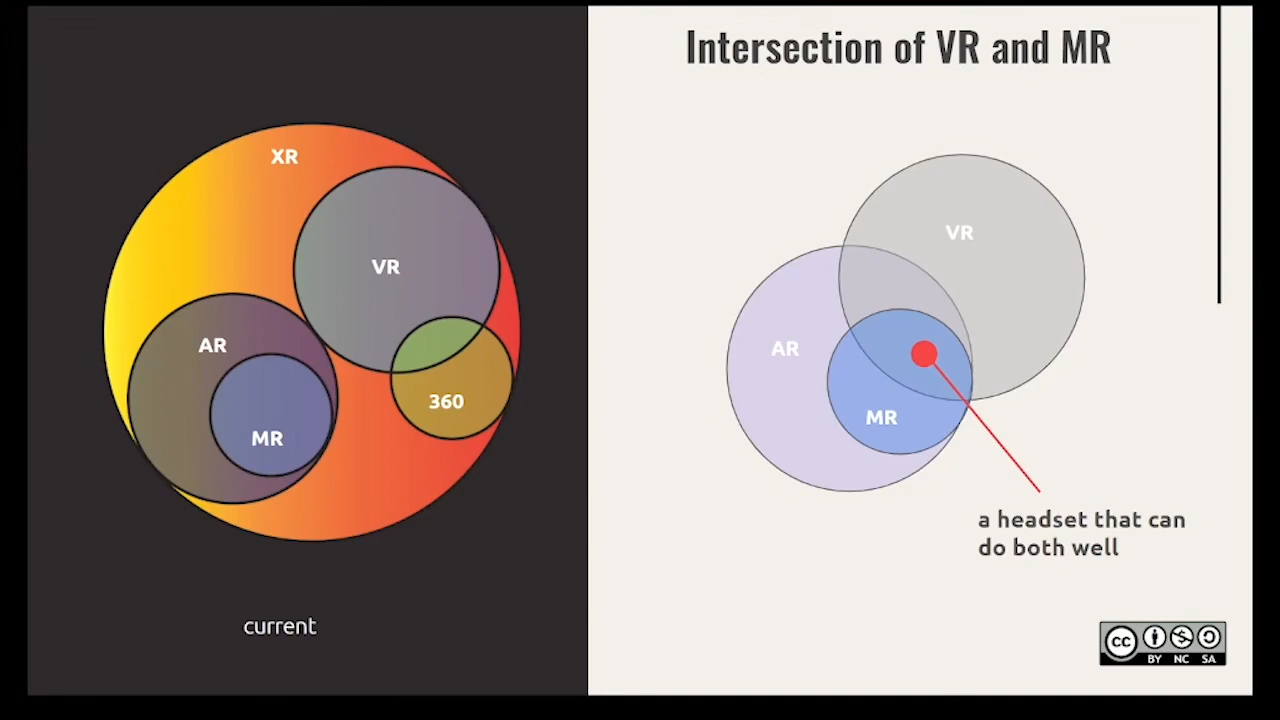 XR
VR
AR
360
MR
current
Intersection of VR and MR
VR
AR
MR
a headset that can
do both well
cc
BY NC SA